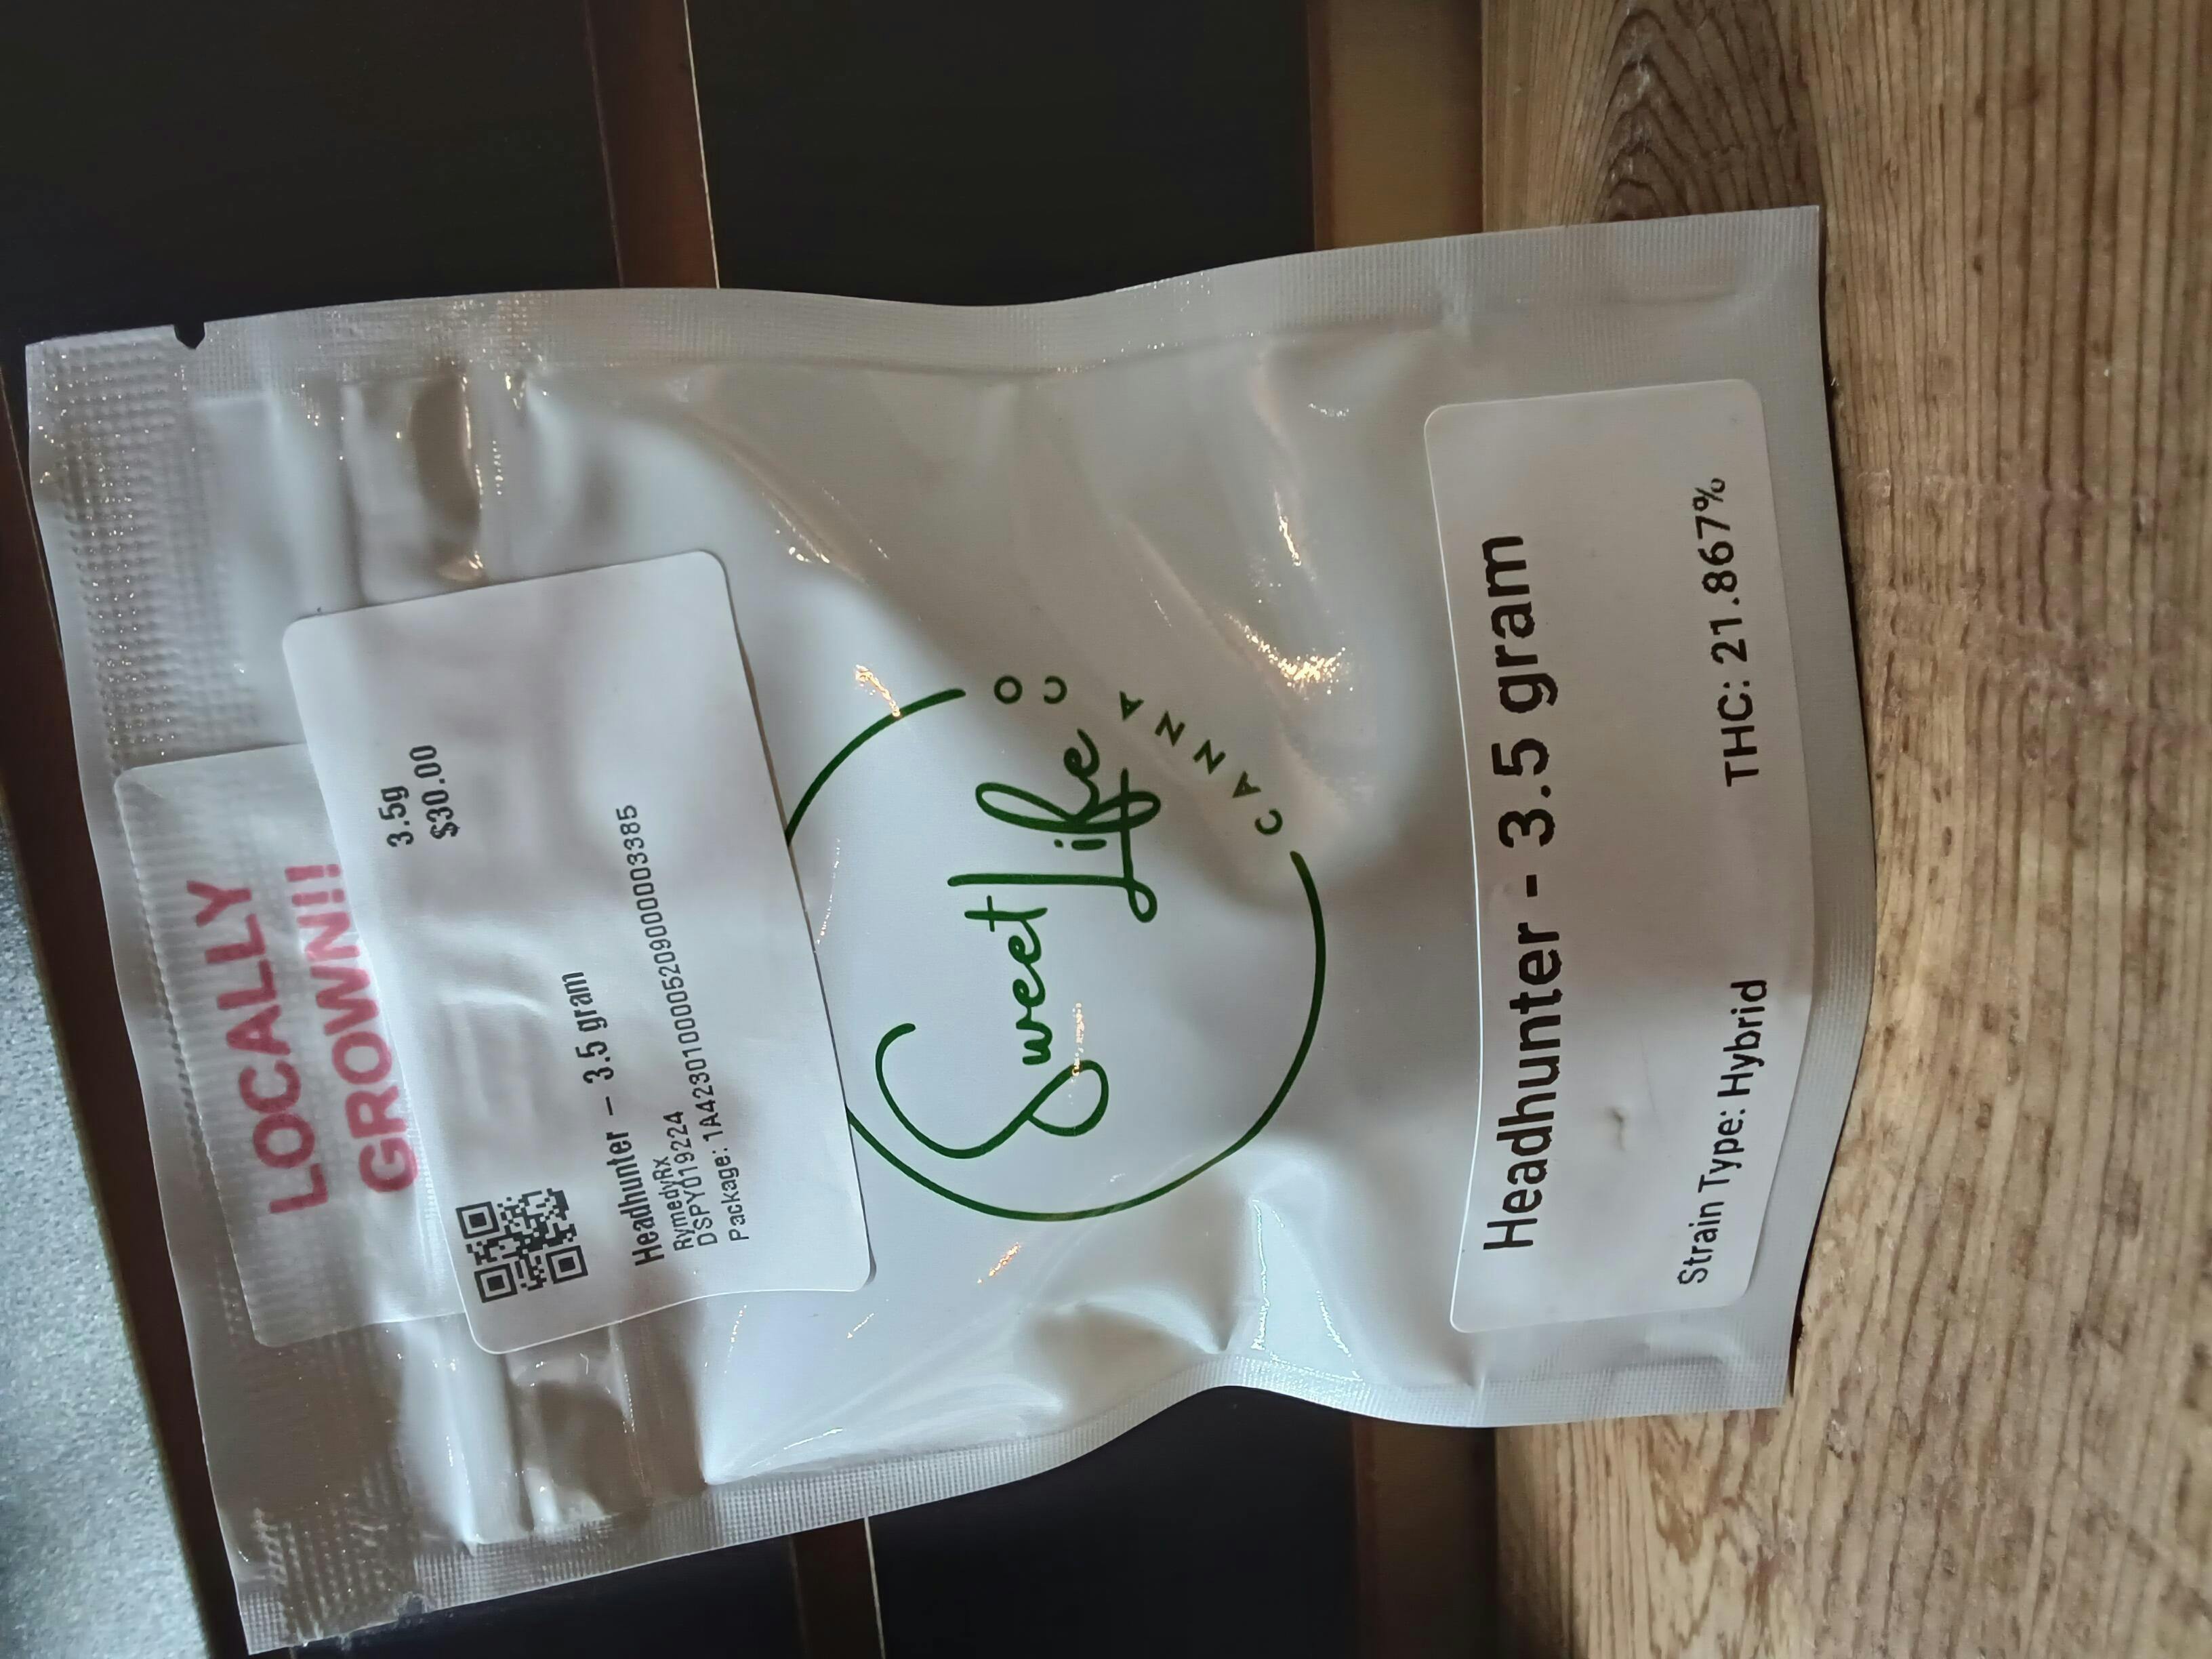 LOCALLY
GROWN!!
3.5g
$30.00
Headhunter – 3.5 gram
Headhunter
RymedyRx
DSPY019224
Package: 1A4230100005209000003385
Sweet
Life
CANNA CO
Headhunter - 3.5 gram
Strain Type: Hybrid THC: 21.867%